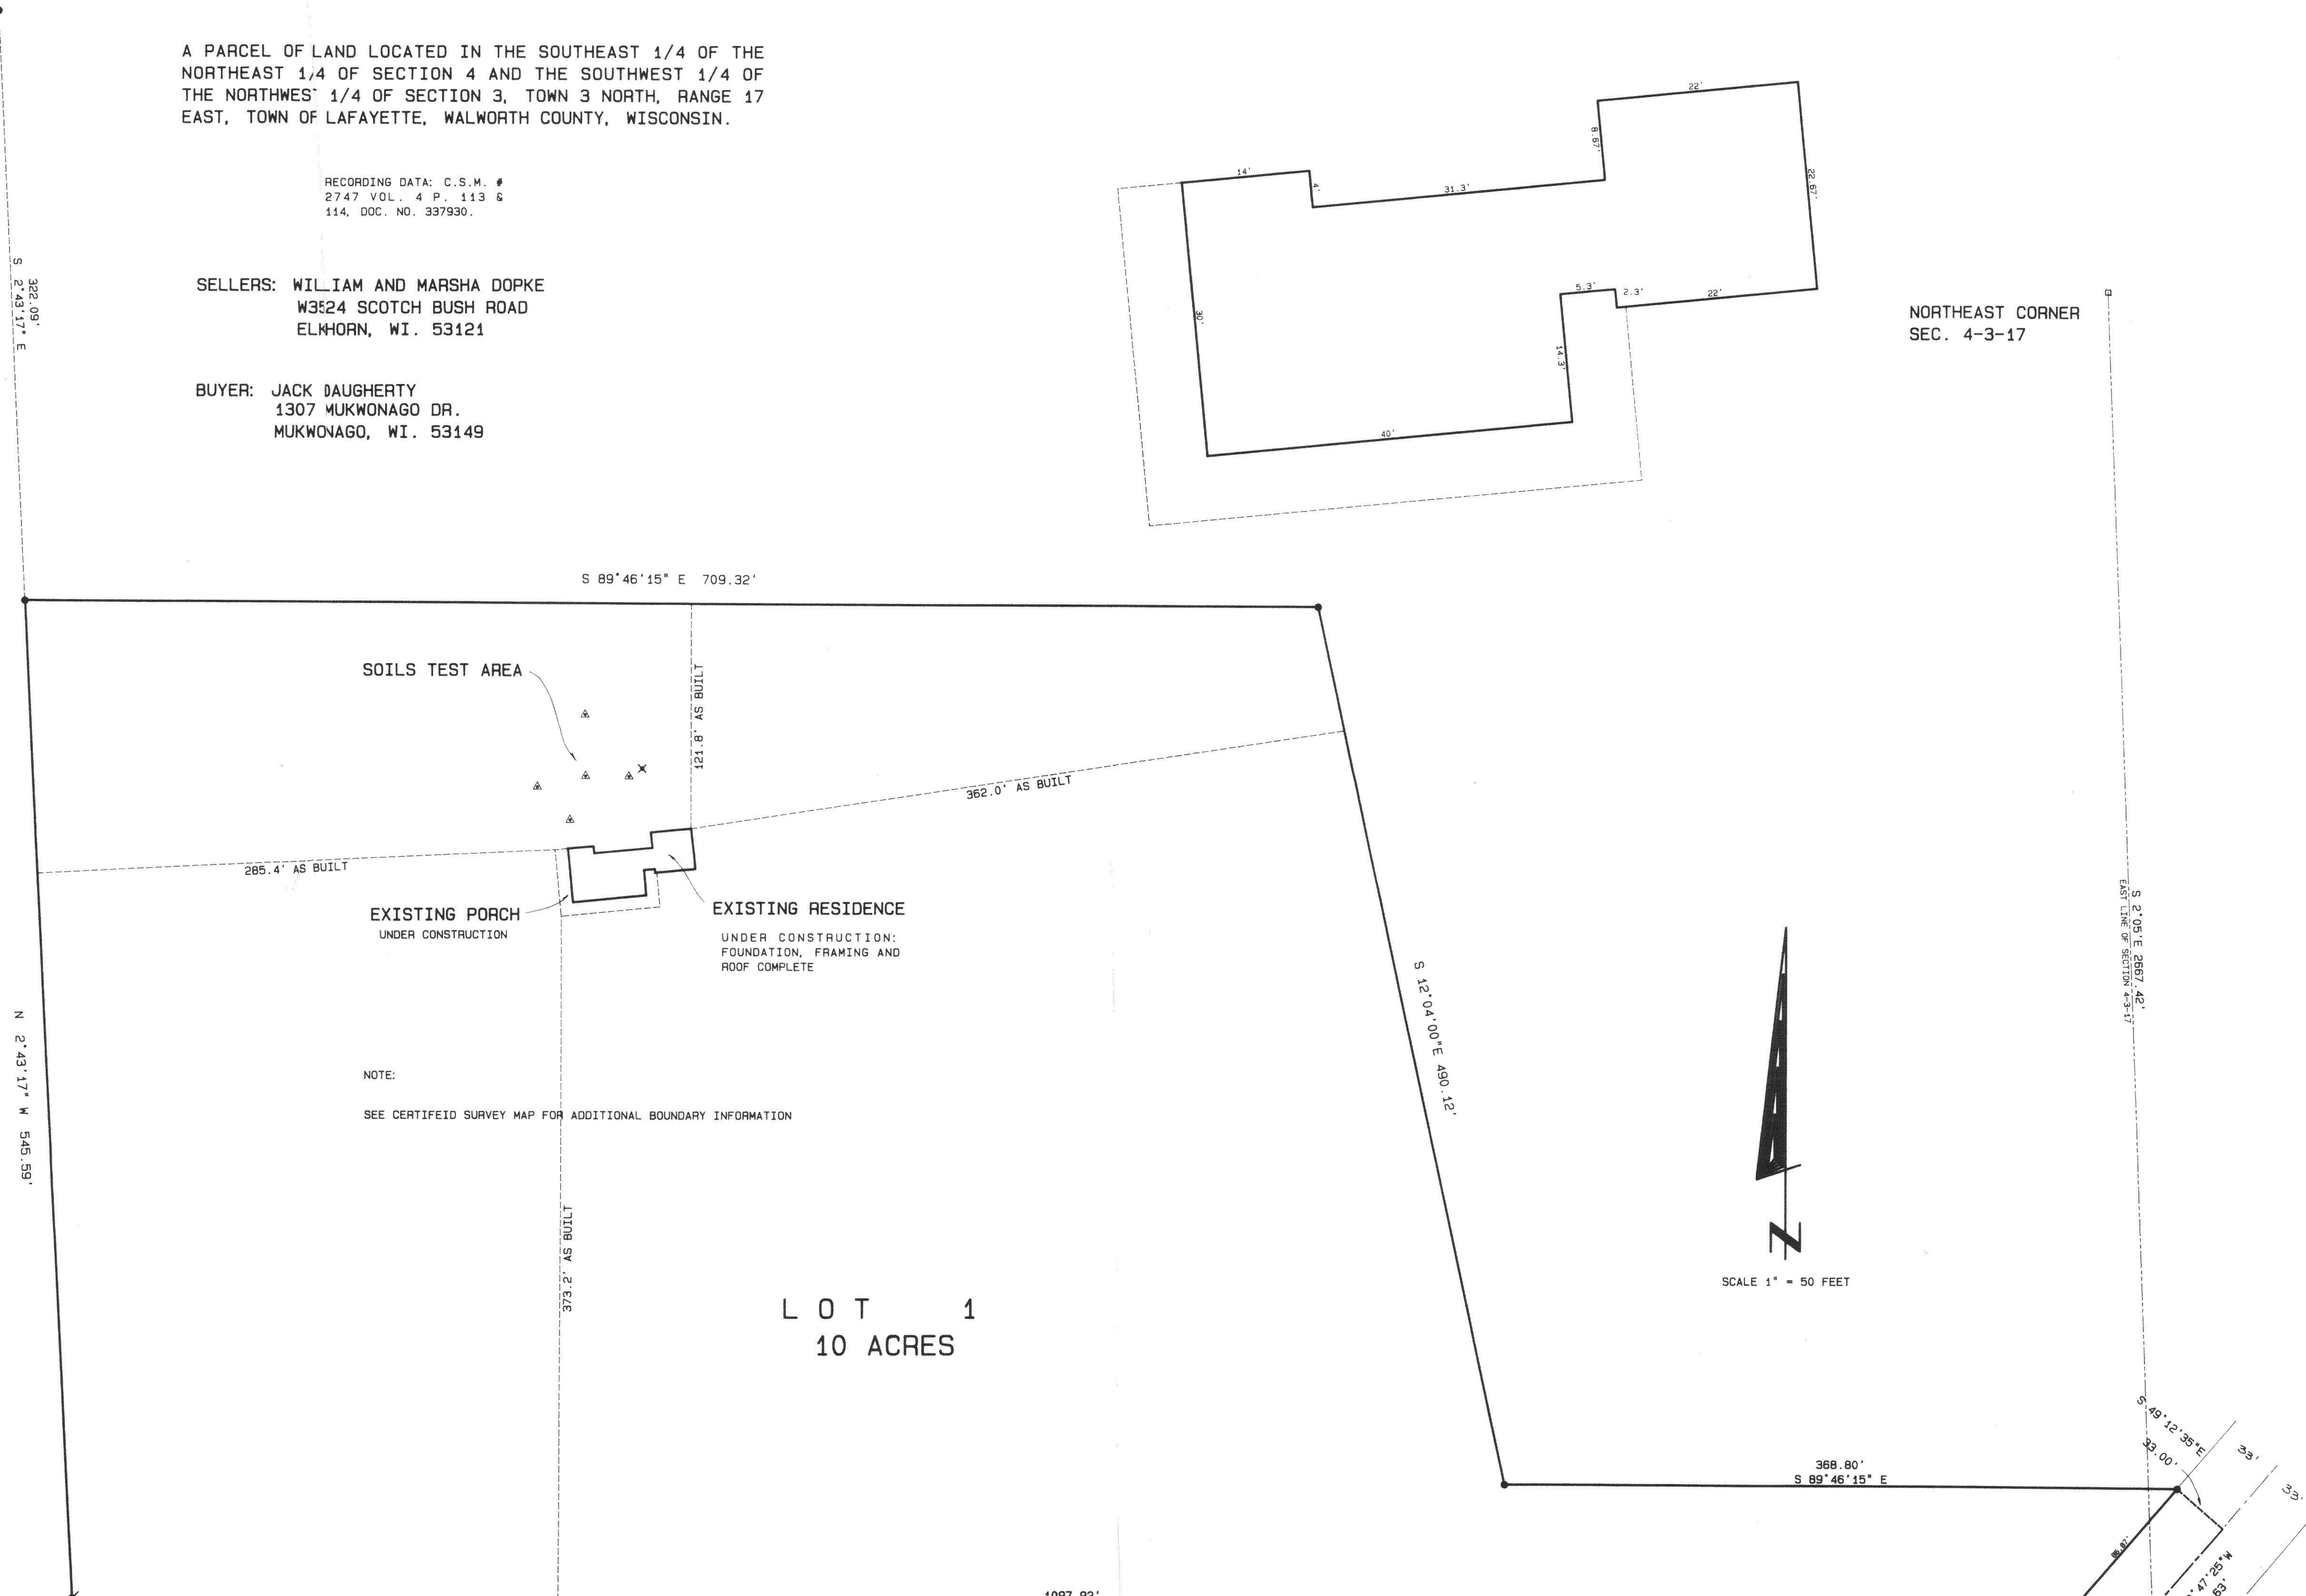 A PARCEL OF LAND LOCATED IN THE SOUTHEAST 1/4 OF THE
NORTHEAST 1/4 OF SECTION 4 AND THE SOUTHWEST 1/4 OF
THE NORTHWEST 1/4 OF SECTION 3, TOWN 3 NORTH, RANGE 17
EAST, TOWN OF LAFAYETTE, WALWORTH COUNTY, WISCONSIN.
RECORDING DATA: C.S.M. #
2747 VOL. 4 P. 113 &
114, DOC. NO. 337930.
SELLERS: WILLIAM AND MARSHA DOPKE
W3524 SCOTCH BUSH ROAD
ELKHORN, WI. 53121
BUYER: JACK DAUGHERTY
1307 MUKWONAGO DR.
MUKWONAGO, WI. 53149
322.09'
S 2°43'17" E
22'
8.67'
22.67'
14'
4'
31.3'
5.3'
2.3'
22'
30'
14.3'
40'
NORTHEAST CORNER
SEC. 4-3-17
S 89°46'15" E 709.32'
SOILS TEST AREA
121.8' AS BUILT
362.0' AS BUILT
285.4' AS BUILT
EXISTING PORCH
UNDER CONSTRUCTION
EXISTING RESIDENCE
UNDER CONSTRUCTION:
FOUNDATION, FRAMING AND
ROOF COMPLETE
S 2°05'E 2667.42'
EAST LINE OF SECTION 4-3-17
S 12°04'00"E 490.12'
N 2°43'17" W 545.59'
NOTE:
SEE CERTIFEID SURVEY MAP FOR ADDITIONAL BOUNDARY INFORMATION
373.2' AS BUILT
LOT 1
10 ACRES
N
SCALE 1" = 50 FEET
368.80'
S 89°46'15" E
S 49°12'35"E
33.00'
33'
33'
47'25"W
63'